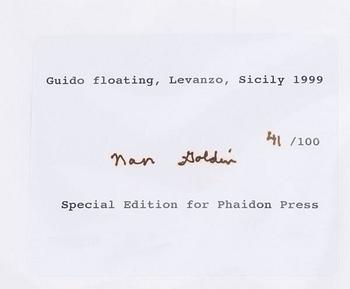 Guido floating, Levanzo, Sicily 1999
41 /100
Nan Goldin
Special Edition for Phaidon Press